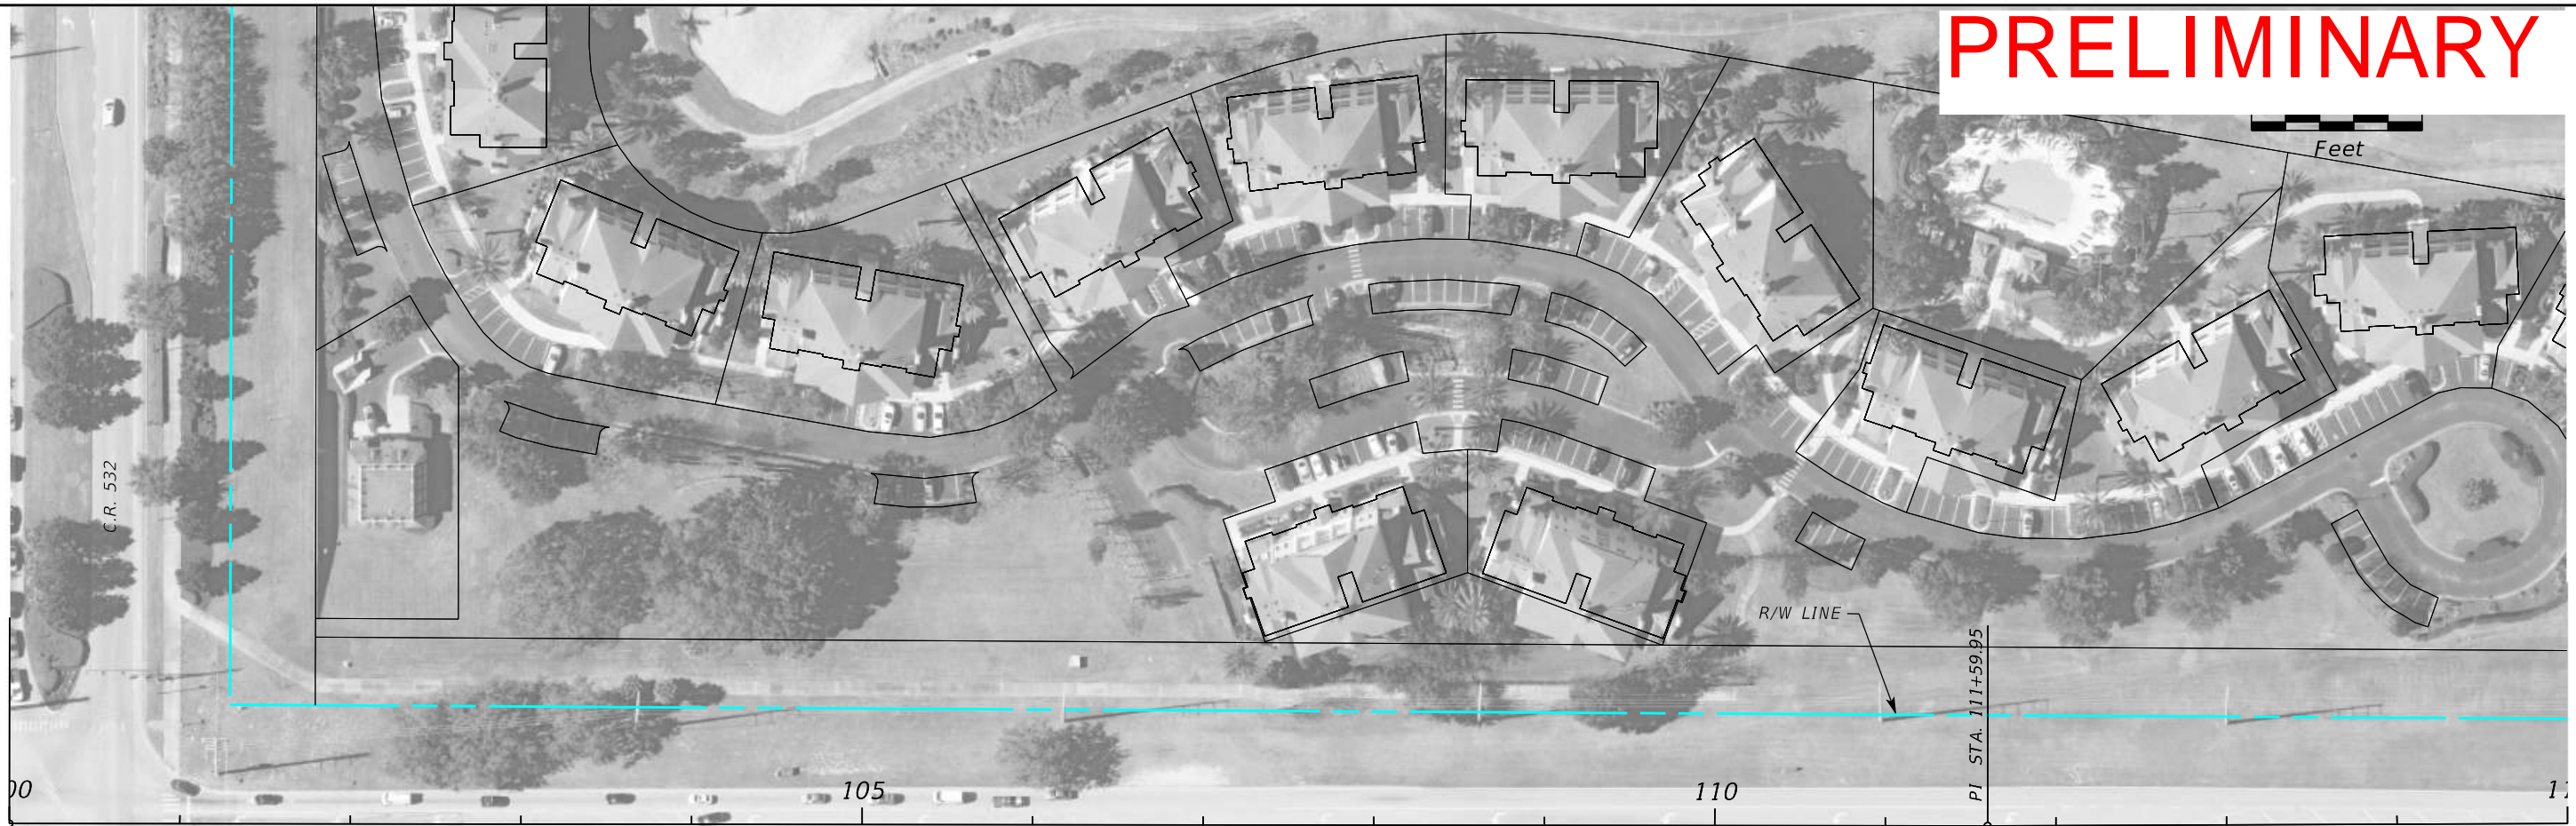 PRELIMINARY
Feet
C.R. 532
R/W LINE
PI STA. 111+59.95
105
110